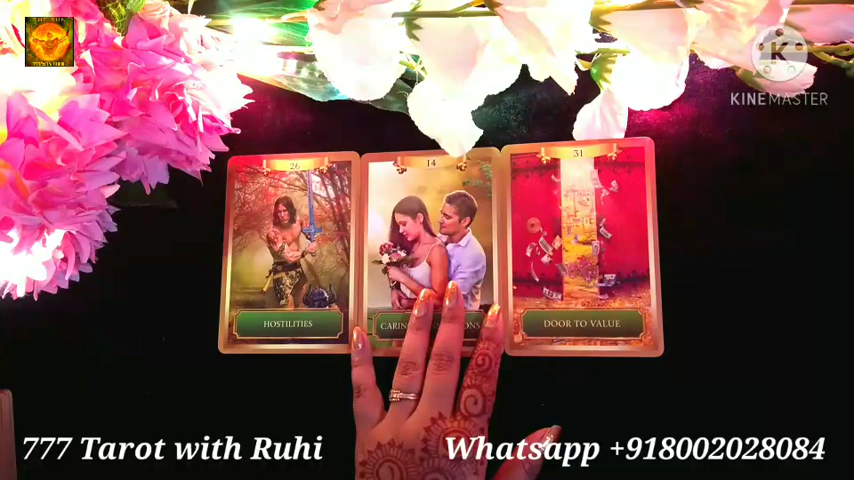 KINEMASTER
26
14
31
HOSTILITIES
DOOR TO VALUE
777 Tarot with Ruhi
Whatsapp +918002028084